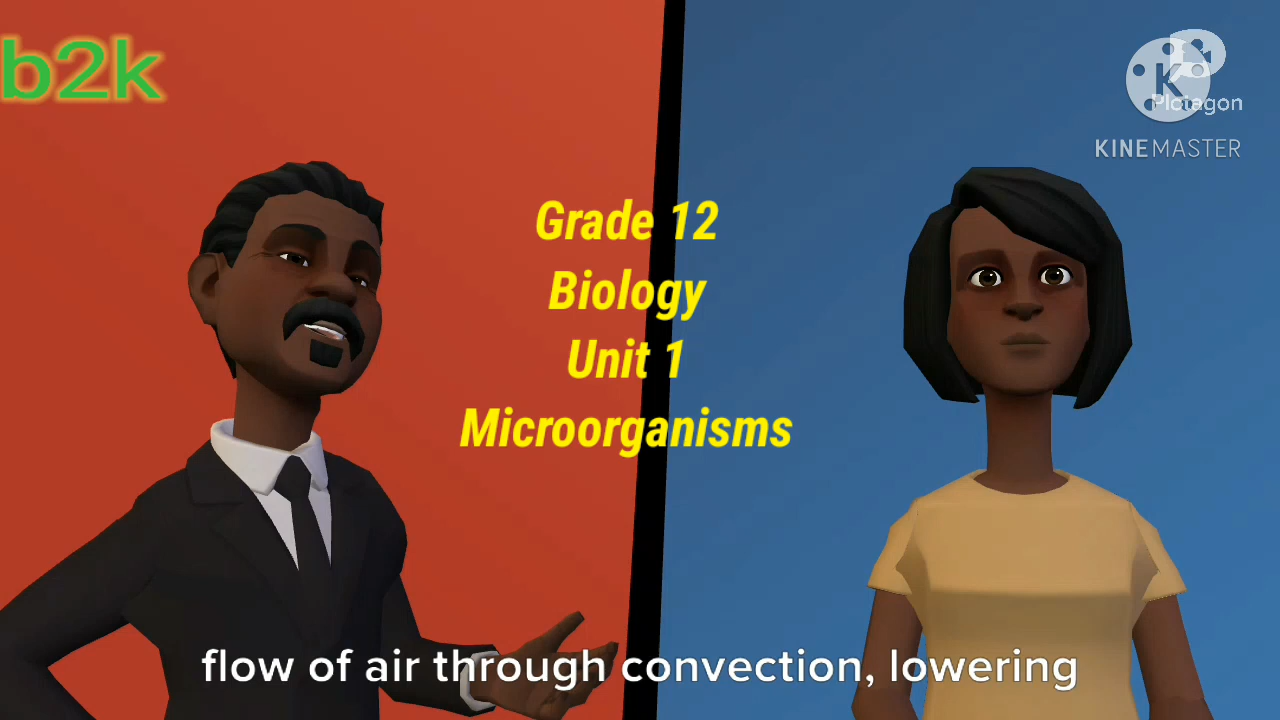 b2k
Plotagon
KINEMASTER
Grade 12
Biology
Unit 1
Microorganisms
flow of air through convection, lowering